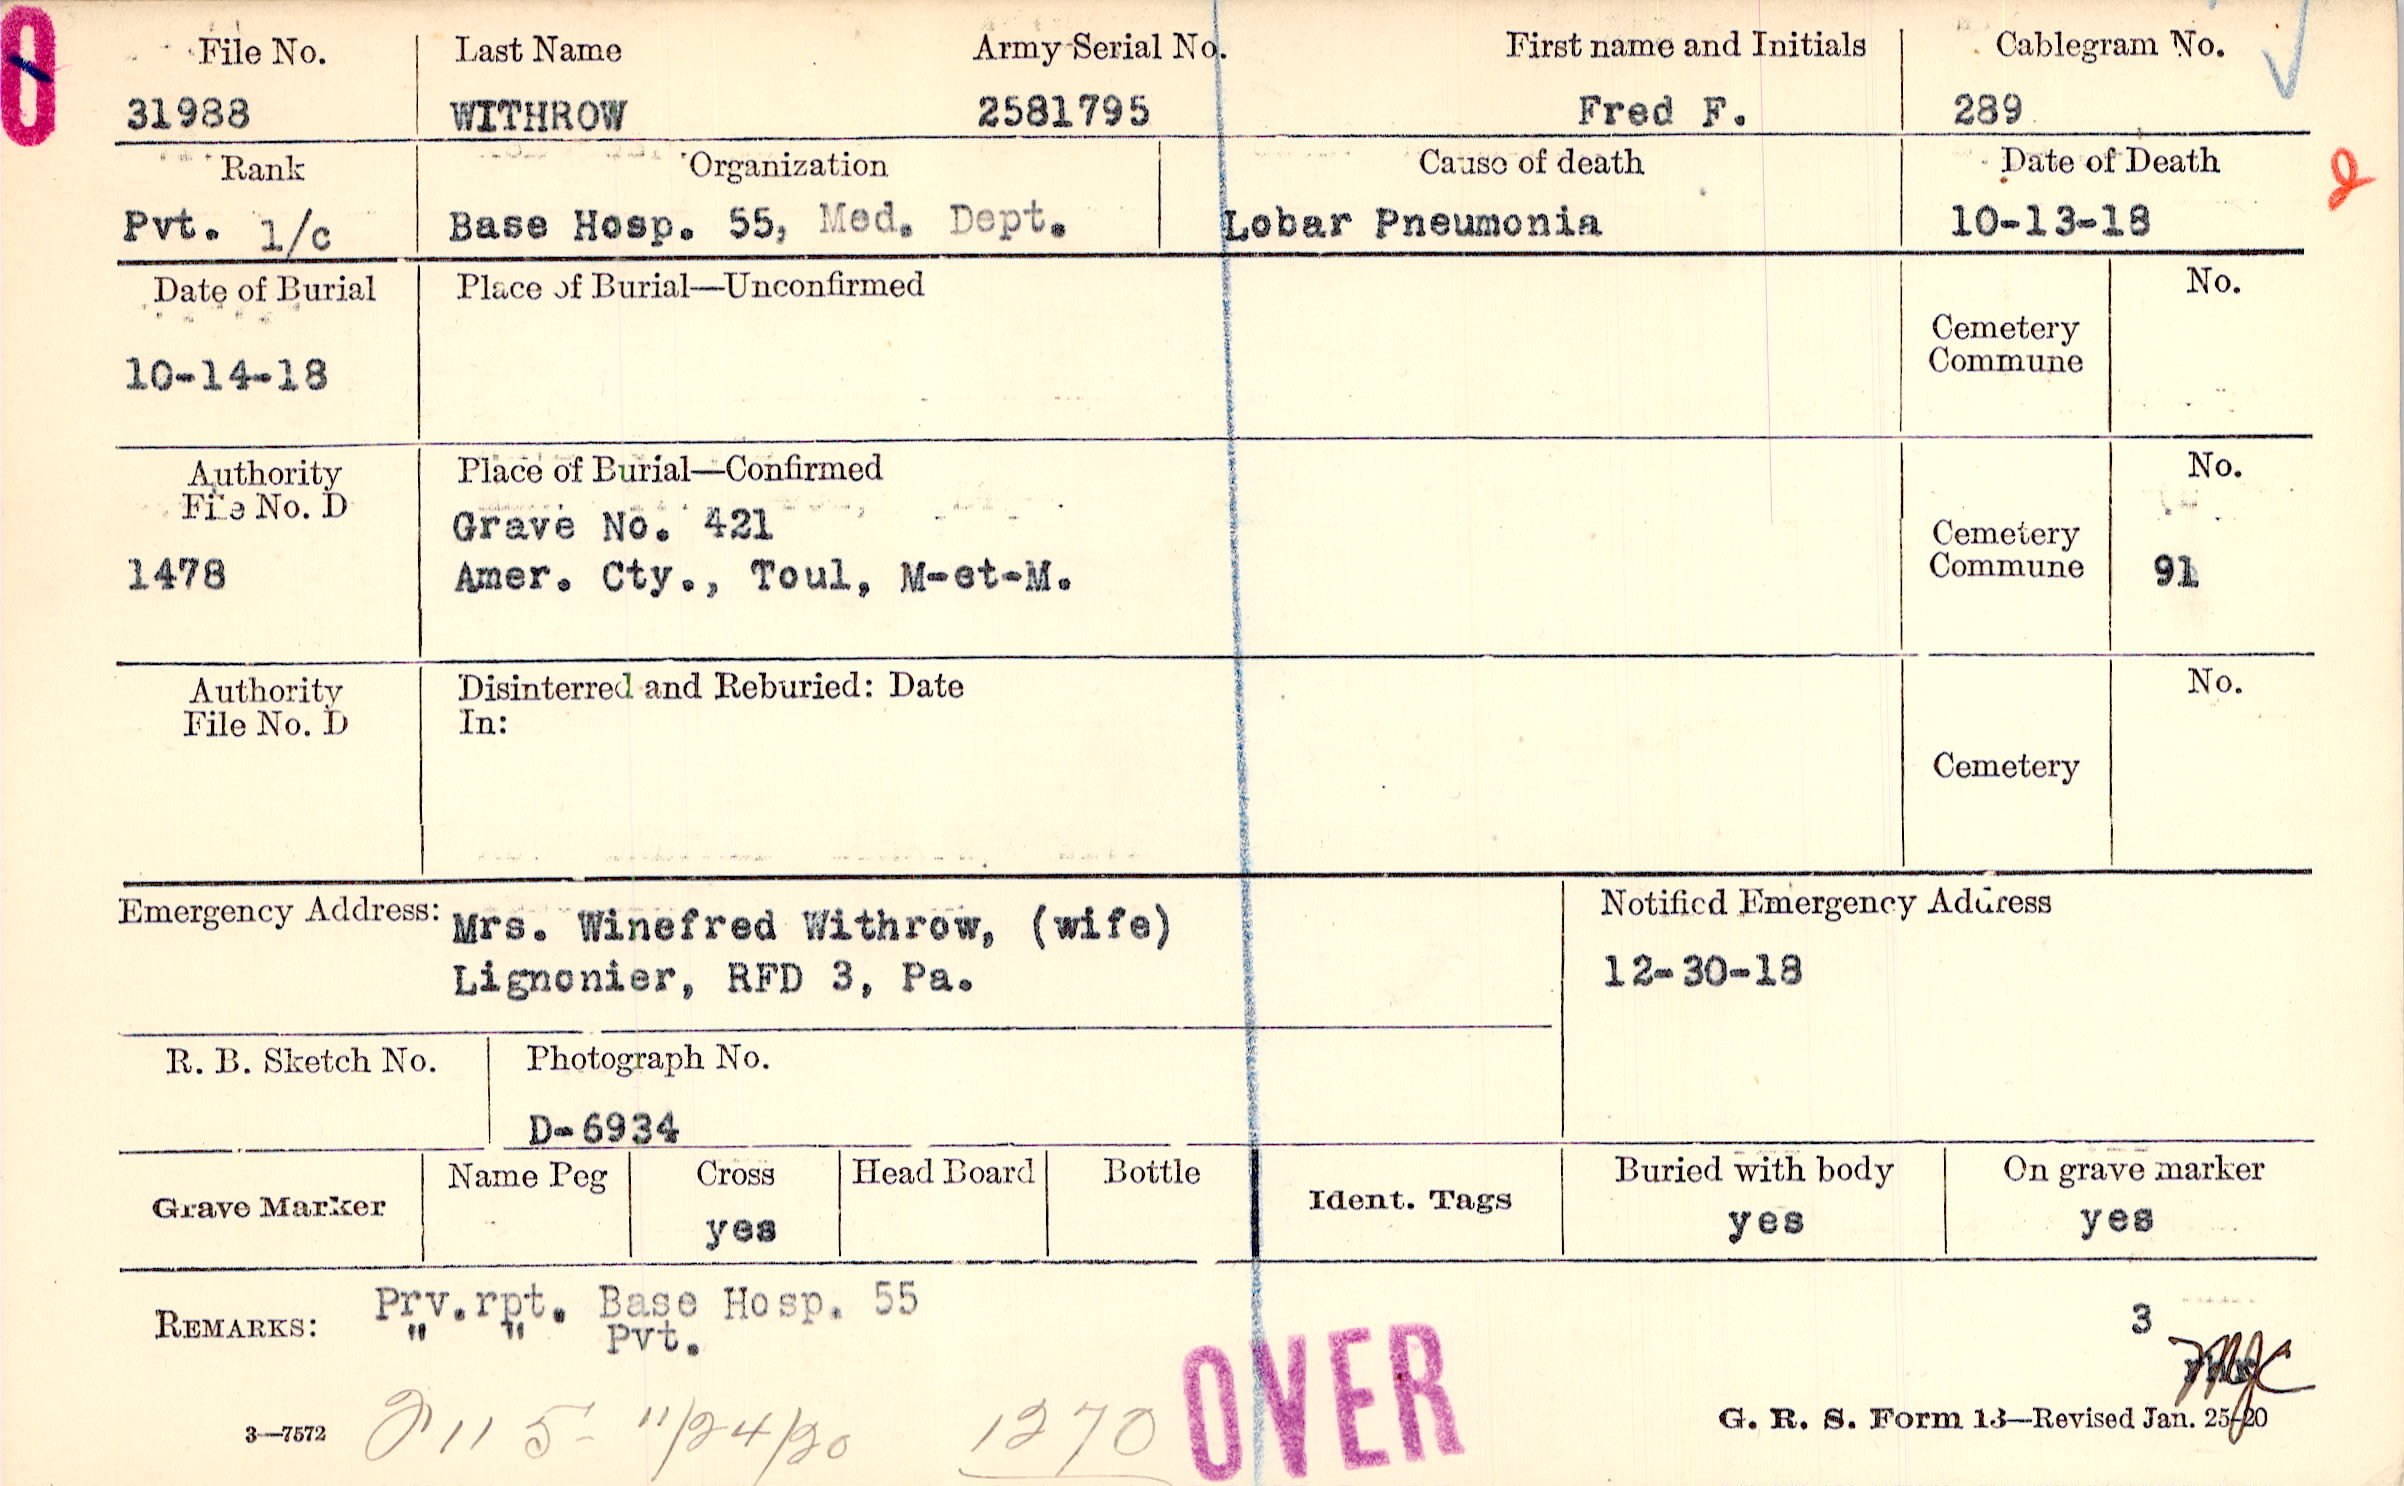 File No. Last Name Army Serial No. First name and Initials Cablegram No.
31988 WITHROW 2581795 Fred F. 289
Rank Organization Cause of death Date of Death
Pvt. 1/c Base Hosp. 55, Med. Dept. Lobar Pneumonia 10-13-18
Date of Burial Place of Burial—Unconfirmed No.
Cemetery
Commune
10-14-18
Authority Place of Burial—Confirmed No.
File No. D
Grave No. 421
Cemetery
1478 Amer. Cty., Toul, M-et-M. Commune 91
Authority Disinterred and Reburied: Date No.
File No. D In:
Cemetery
Emergency Address: Mrs. Winefred Withrow, (wife) Notified Emergency Address
Lignonier, RFD 3, Pa. 12-30-18
R. B. Sketch No. Photograph No.
D-6934
Grave Marker Name Peg Cross Head Board Bottle Ident. Tags Buried with body On grave marker
yes yes yes
REMARKS: Prv.rpt. Base Hosp. 55 3
" " Pvt.
OVER
3—7572 11/24/20 1270 G. R. S. Form 13—Revised Jan. 25-20